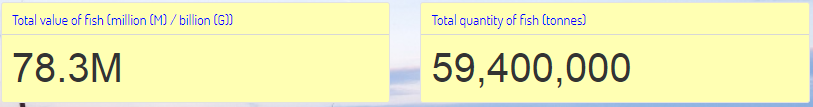 Total value of fish (million (M) / billion (G))
78.3M
Total quantity of fish (tonnes)
59,400,000